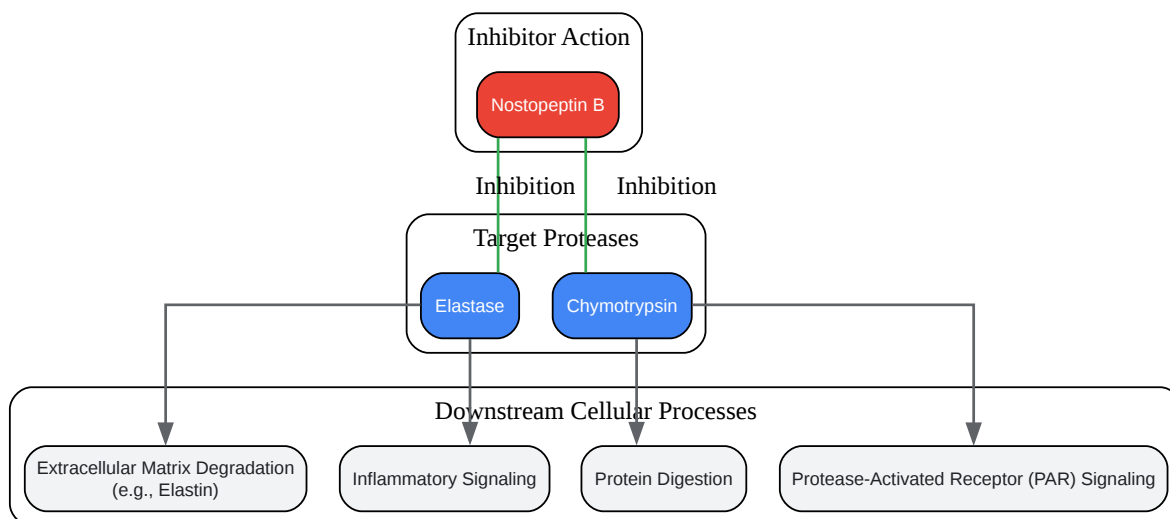 Inhibitor Action
Nostopeptin B
Inhibition Inhibition
Target Proteases
Elastase Chymotrypsin
Downstream Cellular Processes
Extracellular Matrix Degradation
(e.g., Elastin)
Inflammatory Signaling
Protein Digestion
Protease-Activated Receptor (PAR) Signaling